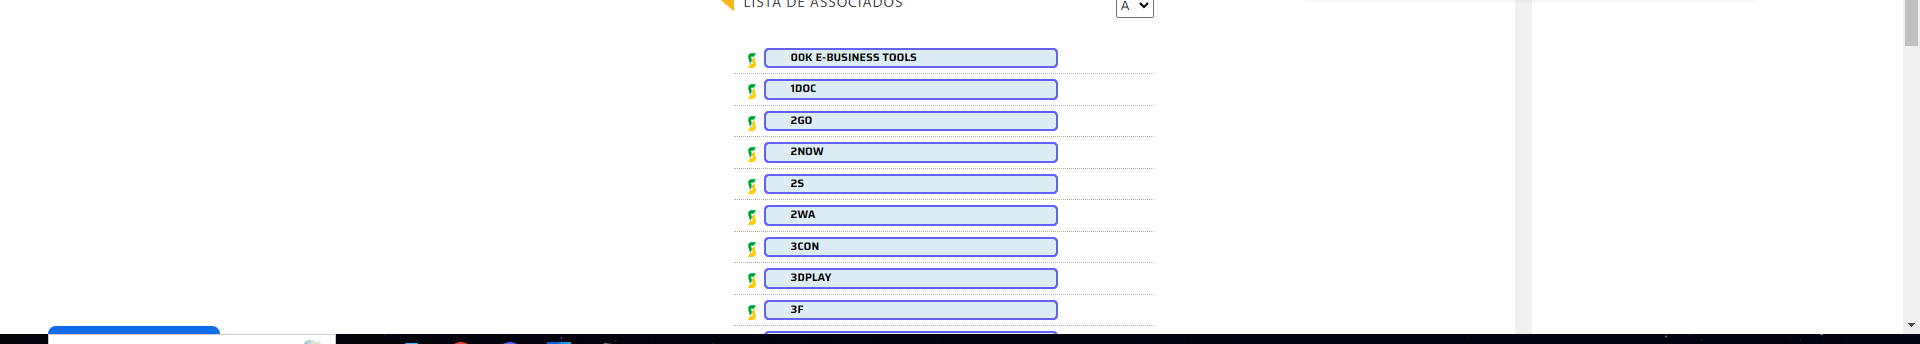 LISTA DE ASSOCIADOS
A
00K E-BUSINESS TOOLS
1DOC
2GO
2NOW
2S
2WA
3CON
3DPLAY
3F